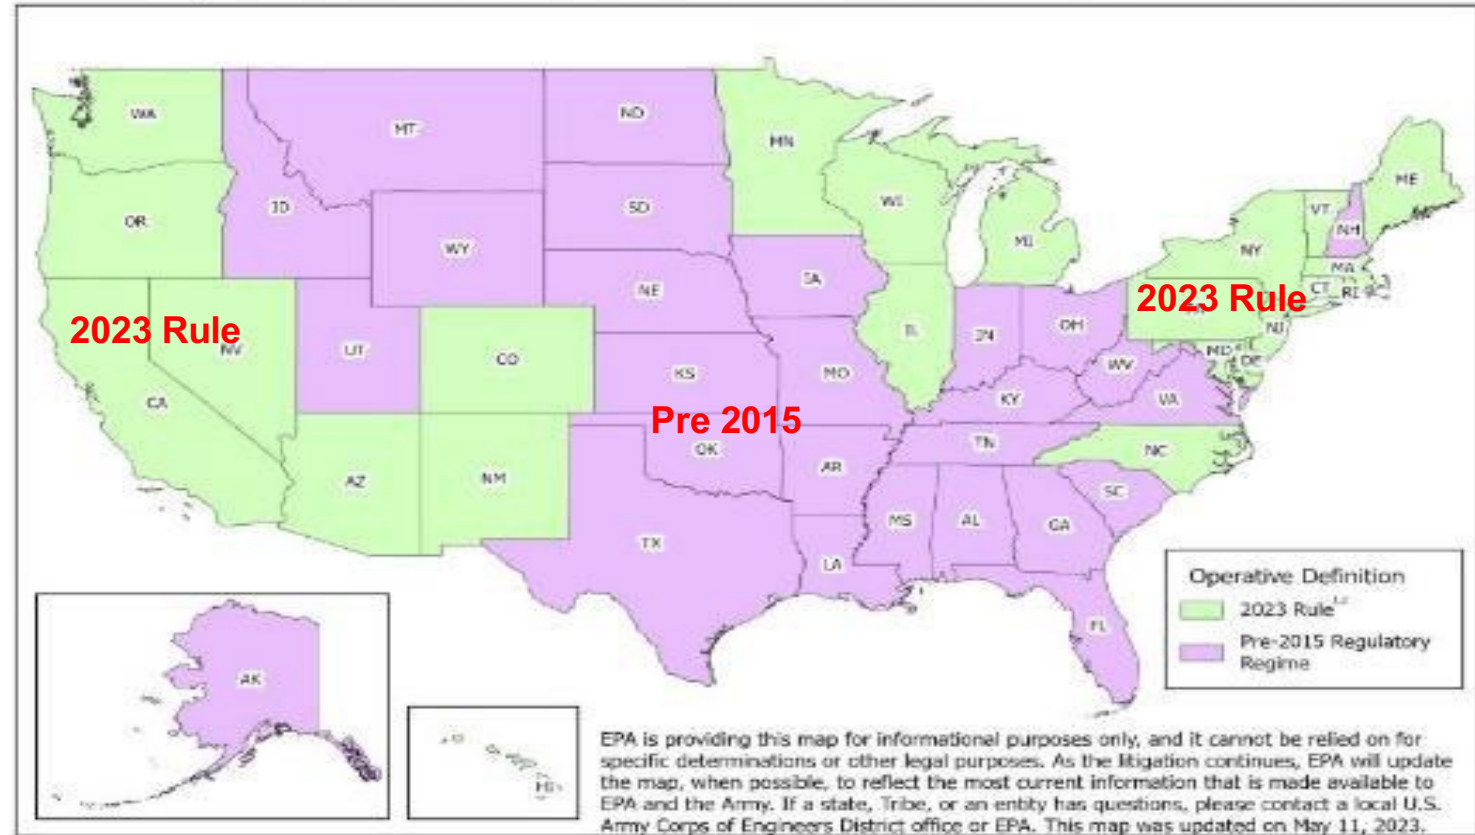 WA
MT
ND
MN
ME
OR
ID
SD
WI
VT
NH
WY
MI
NY
MA
IA
NE
CT
RI
2023 Rule
2023 Rule
NV
UT
CO
IL
IN
OH
NJ
MD
DE
WV
KS
MO
CA
KY
VA
Pre 2015
OK
TN
NC
AZ
NM
AR
SC
MS
AL
GA
TX
LA
FL
Operative Definition
2023 Rule
Pre-2015 Regulatory
Regime
AK
HI
EPA is providing this map for informational purposes only, and it cannot be relied on for
specific determinations or other legal purposes. As the litigation continues, EPA will update
the map, when possible, to reflect the most current information that is made available to
EPA and the Army. If a state, Tribe, or an entity has questions, please contact a local U.S.
Army Corps of Engineers District office or EPA. This map was updated on May 11, 2023.